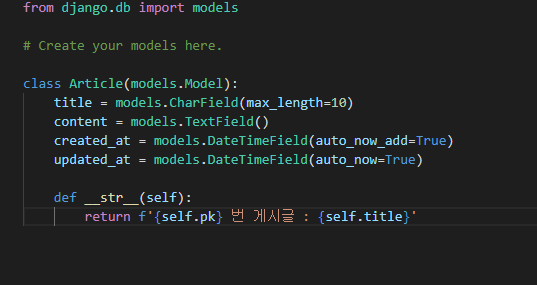 from django.db import models
# Create your models here.
class Article(models.Model):
title = models.CharField(max_length=10)
content = models.TextField()
created_at = models.DateTimeField(auto_now_add=True)
updated_at = models.DateTimeField(auto_now=True)
def __str__(self):
return f'{self.pk} 번 게시글 : {self.title}'